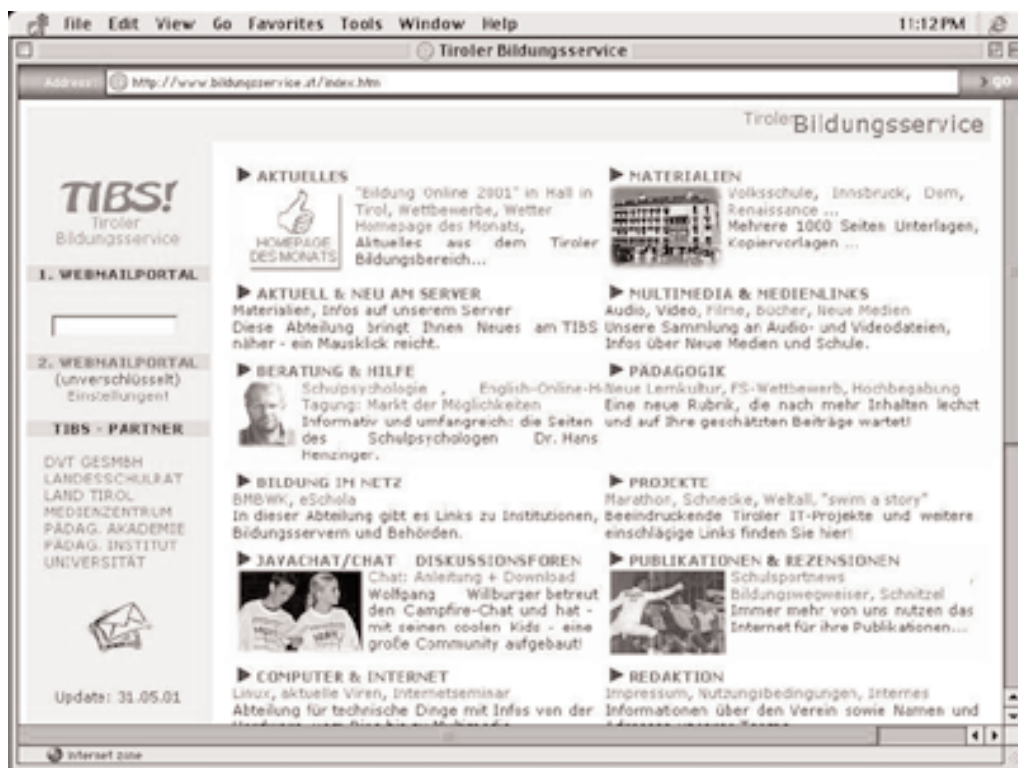 File Edit View Go Favorites Tools Window Help 11:12 PM
Tiroler Bildungsservice
Address: http://www.bildungsservice.at/index.htm go
Tiroler Bildungsservice
TIBS!
Tiroler
Bildungsservice
1. WEBMAILPORTAL
2. WEBMAILPORTAL
(unverschlüsselt)
Einstellungen!
TIBS - PARTNER
DVT GESMBH
LANDESSCHULRAT
LAND TIROL
MEDIENZENTRUM
PÄDAG. AKADEMIE
PÄDAG. INSTITUT
UNIVERSITÄT
Update: 31.05.01
AKTUELLES
HOMEPAGE
DES MONATS
"Bildung Online 2001" in Hall in
Tirol, Wettbewerbe, Wetter
Homepage des Monats,
Aktuelles aus dem Tiroler
Bildungsbereich...
AKTUELL & NEU AM SERVER
Materialien, Infos auf unserem Server
Diese Abteilung bringt Ihnen Neues am TIBS
näher - ein Mausklick reicht.
BERATUNG & HILFE
Schulpsychologie , English-Online-H
Tagung: Markt der Möglichkeiten
Informativ und umfangreich: die Seiten
des Schulpsychologen Dr. Hans
Henzinger.
BILDUNG IM NETZ
BMBWK, eSchola
In dieser Abteilung gibt es Links zu Institutionen,
Bildungsservern und Behörden.
JAVACHAT/CHAT DISKUSSIONSFOREN
Chat: Anleitung + Download
Wolfgang Willburger betreut
den Campfire-Chat und hat -
mit seinen coolen Kids - eine
große Community aufgebaut!
COMPUTER & INTERNET
Linux, aktuelle Viren, Internetseminar
Abteilung für technische Dinge mit Infos von der
MATERIALIEN
Volksschule, Innsbruck, Dom,
Renaissance ...
Mehrere 1000 Seiten Unterlagen,
Kopiervorlagen ...
MULTIMEDIA & MEDIENLINKS
Audio, Video, Filme, Bücher, Neue Medien
Unsere Sammlung an Audio- und Videodateien,
Infos über Neue Medien und Schule.
PÄDAGOGIK
Neue Lernkultur, FS-Wettbewerb, Hochbegabung
Eine neue Rubrik, die nach mehr Inhalten lechzt
und auf Ihre geschätzten Beiträge wartet!
PROJEKTE
Marathon, Schnecke, Weltall, "swim a story"
Beeindruckende Tiroler IT-Projekte und weitere
einschlägige Links finden Sie hier!
PUBLIKATIONEN & REZENSIONEN
Schulsportnews ,
Bildungswegweiser, Schnitzel
Immer mehr von uns nutzen das
Internet für ihre Publikationen...
REDAKTION
Impressum, Nutzungsbedingungen, Internes
Informationen über den Verein sowie Namen und
Internet zone